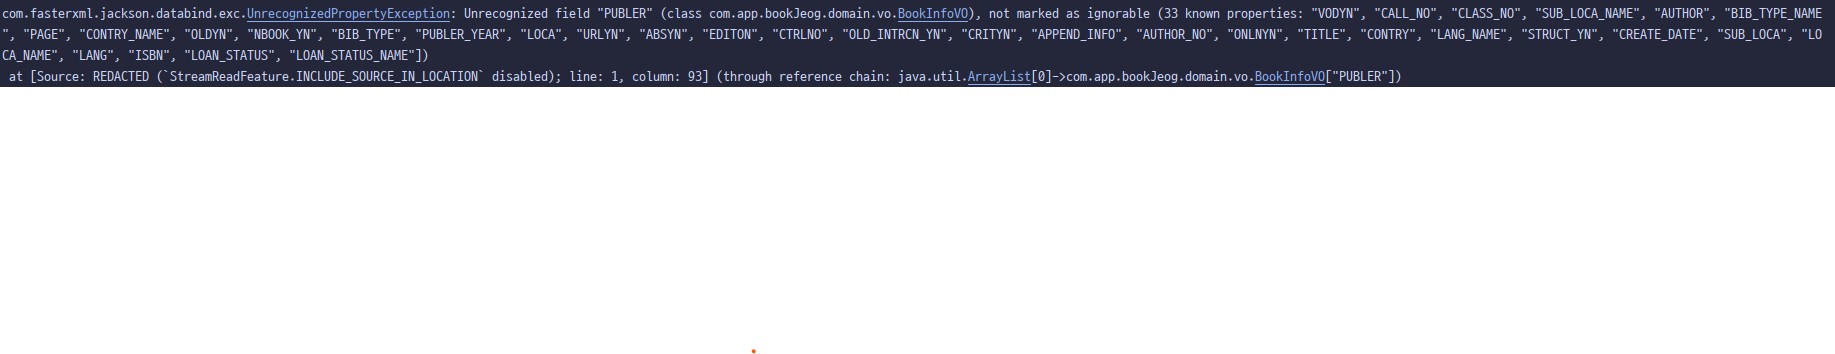 com.fasterxml.jackson.databind.exc.UnrecognizedPropertyException: Unrecognized field "PUBLER" (class com.app.bookJeog.domain.vo.BookInfoVO), not marked as ignorable (33 known properties: "VODYN", "CALL_NO", "CLASS_NO", "SUB_LOCA_NAME", "AUTHOR", "BIB_TYPE_NAME
", "PAGE", "CONTRY_NAME", "OLDYN", "NBOOK_YN", "BIB_TYPE", "PUBLER_YEAR", "LOCA", "URLYN", "ABSYN", "EDITON", "CTRLNO", "OLD_INTRCN_YN", "CRITYN", "APPEND_INFO", "AUTHOR_NO", "ONLNYN", "TITLE", "CONTRY", "LANG_NAME", "STRUCT_YN", "CREATE_DATE", "SUB_LOCA", "LO
CA_NAME", "LANG", "ISBN", "LOAN_STATUS", "LOAN_STATUS_NAME"])
at [Source: REDACTED (`StreamReadFeature.INCLUDE_SOURCE_IN_LOCATION` disabled); line: 1, column: 93] (through reference chain: java.util.ArrayList[0]->com.app.bookJeog.domain.vo.BookInfoVO["PUBLER"])